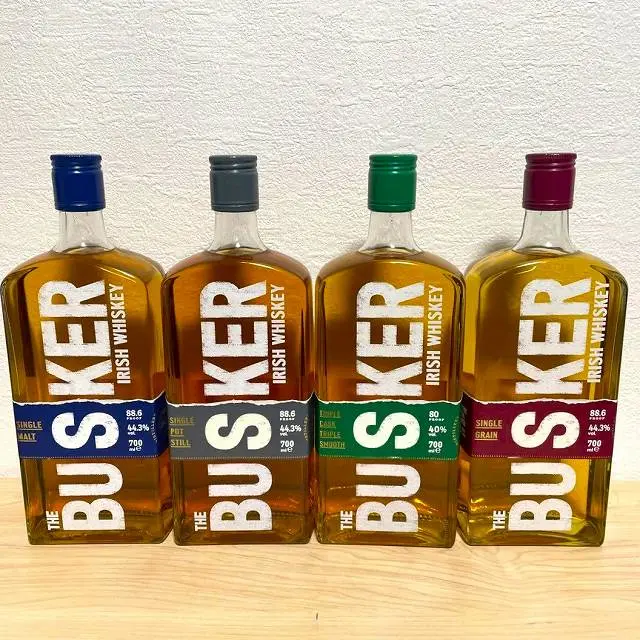 THE BUSKER
IRISH WHISKEY
SINGLE
MALT
88.6
PROOF
44.3%
vol.
700
ml e
THE BUSKER
IRISH WHISKEY
SINGLE
POT
STILL
88.6
PROOF
44.3%
vol.
700
ml e
THE BUSKER
IRISH WHISKEY
TRIPLE
CASK
TRIPLE
SMOOTH
80
PROOF
40%
vol.
700
ml e
THE BUSKER
IRISH WHISKEY
SINGLE
GRAIN
88.6
PROOF
44.3%
vol.
700
ml e